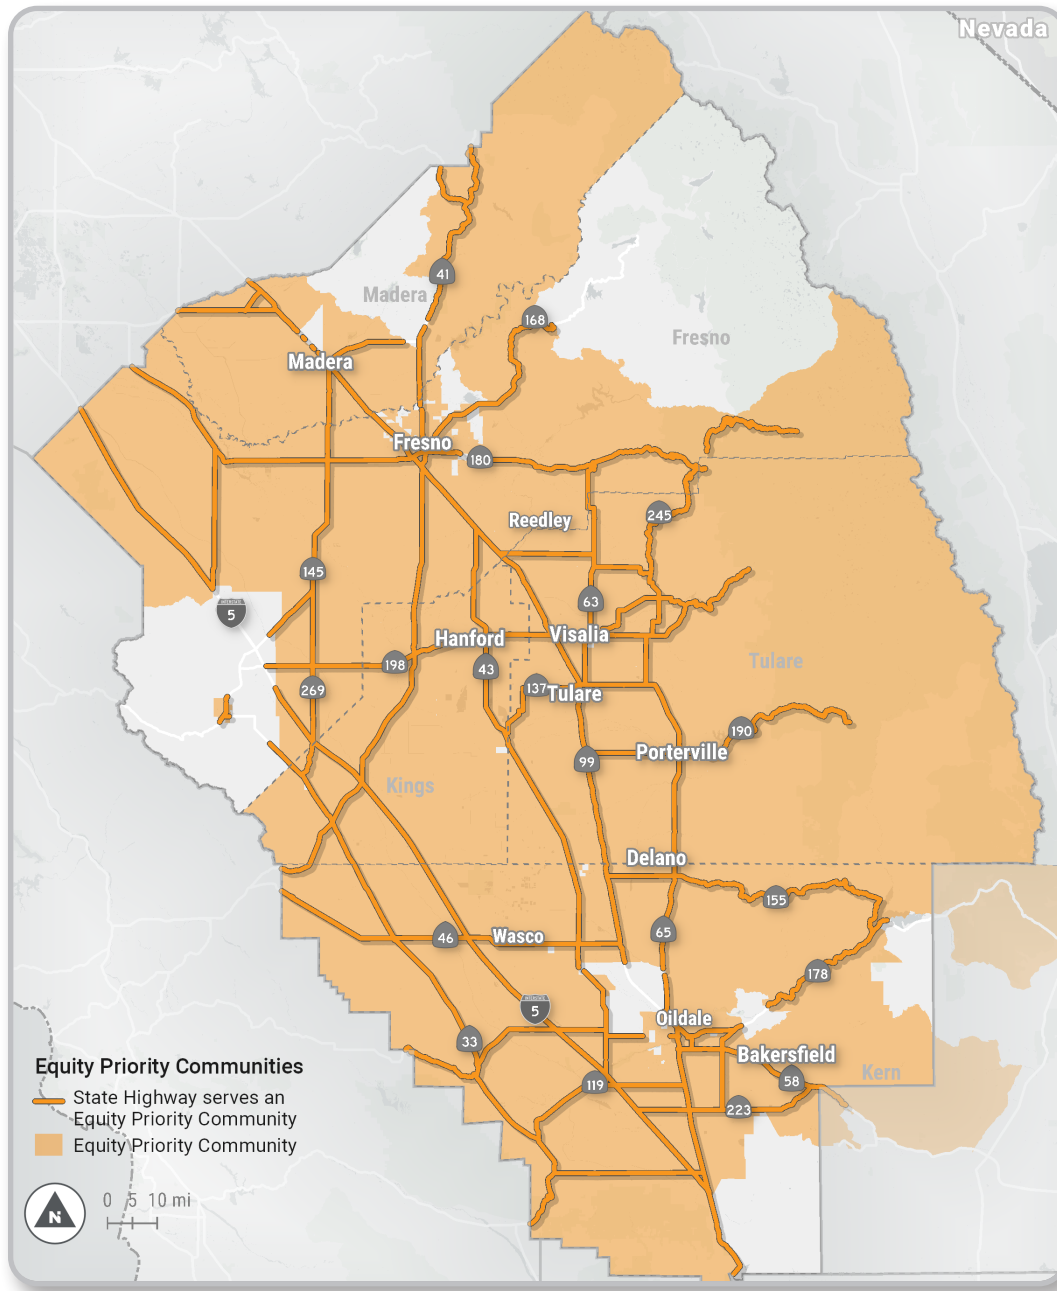 Nevada
41
Madera
168
Fresno
Madera
Fresno
180
Reedley
245
145
INTERSTATE
5
63
Hanford
Visalia
198
43
Tulare
269
137
Tulare
190
99
Porterville
Kings
Delano
155
65
46
Wasco
178
INTERSTATE
5
Oildale
33
Bakersfield
Kern
58
119
223
Equity Priority Communities
State Highway serves an
Equity Priority Community
Equity Priority Community
0 5 10 mi
N